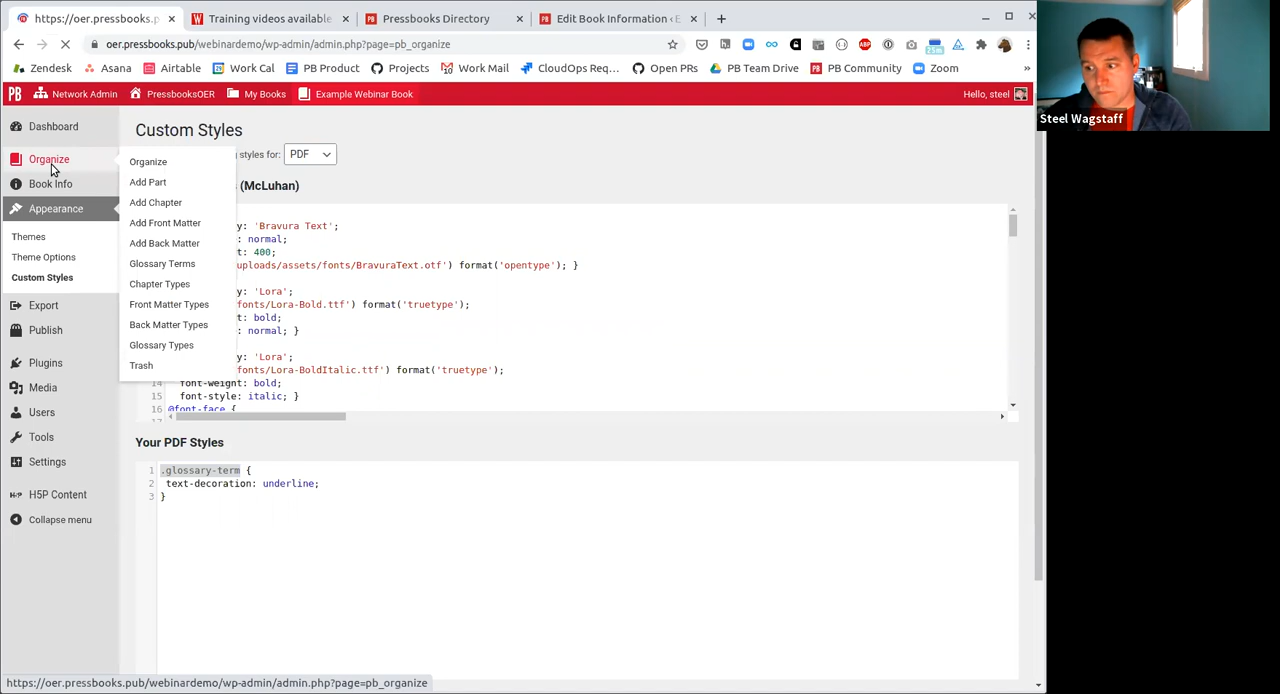 https://oer.pressbooks.p
Training videos available
Pressbooks Directory
Edit Book Information ‹ E
oer.pressbooks.pub/webinardemo/wp-admin/admin.php?page=pb_organize
Zendesk
Asana
Airtable
Work Cal
PB Product
Projects
Work Mail
CloudOps Req...
Open PRs
PB Team Drive
PB Community
Zoom
»
PB
Network Admin
PressbooksOER
My Books
Example Webinar Book
Hello, steel
Steel Wagstaff
Dashboard
Organize
Book Info
Appearance
Themes
Theme Options
Custom Styles
Export
Publish
Plugins
Media
Users
Tools
Settings
H5P Content
Collapse menu
Organize
Add Part
Add Chapter
Add Front Matter
Add Back Matter
Glossary Terms
Chapter Types
Front Matter Types
Back Matter Types
Glossary Types
Trash
Custom Styles
styles for: PDF
(McLuhan)
y: 'Bravura Text';
: normal;
t: 400;
uploads/assets/fonts/BravuraText.otf') format('opentype'); }
y: 'Lora';
fonts/Lora-Bold.ttf') format('truetype');
t: bold;
: normal; }
y: 'Lora';
fonts/Lora-BoldItalic.ttf') format('truetype');
14 font-weight: bold;
15 font-style: italic; }
16 @font-face {
Your PDF Styles
1 .glossary-term {
2 text-decoration: underline;
3 }
https://oer.pressbooks.pub/webinardemo/wp-admin/admin.php?page=pb_organize